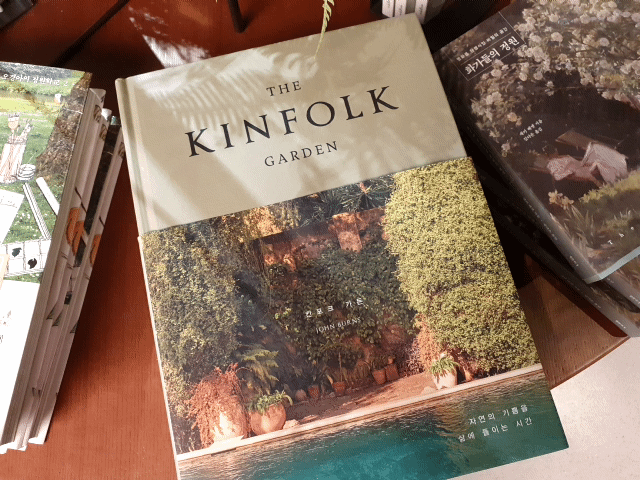 THE
KINFOLK
GARDEN
킨포크 가든
JOHN BURNS
자연의 기쁨을
삶에 들이는 시간
화가들의 정원